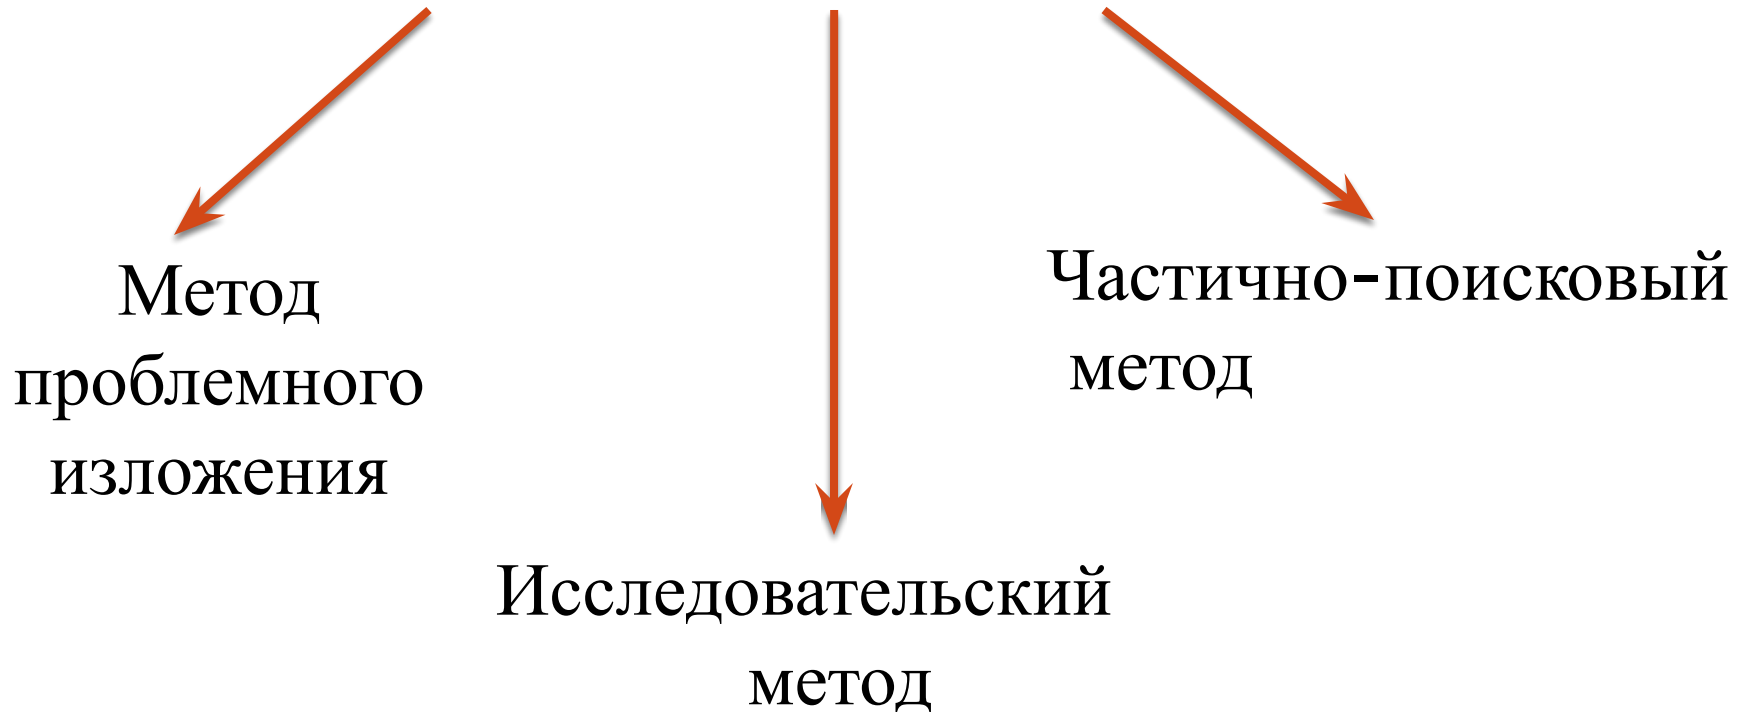 Метод
проблемного
изложения
Исследовательский
метод
Частично-поисковый
метод